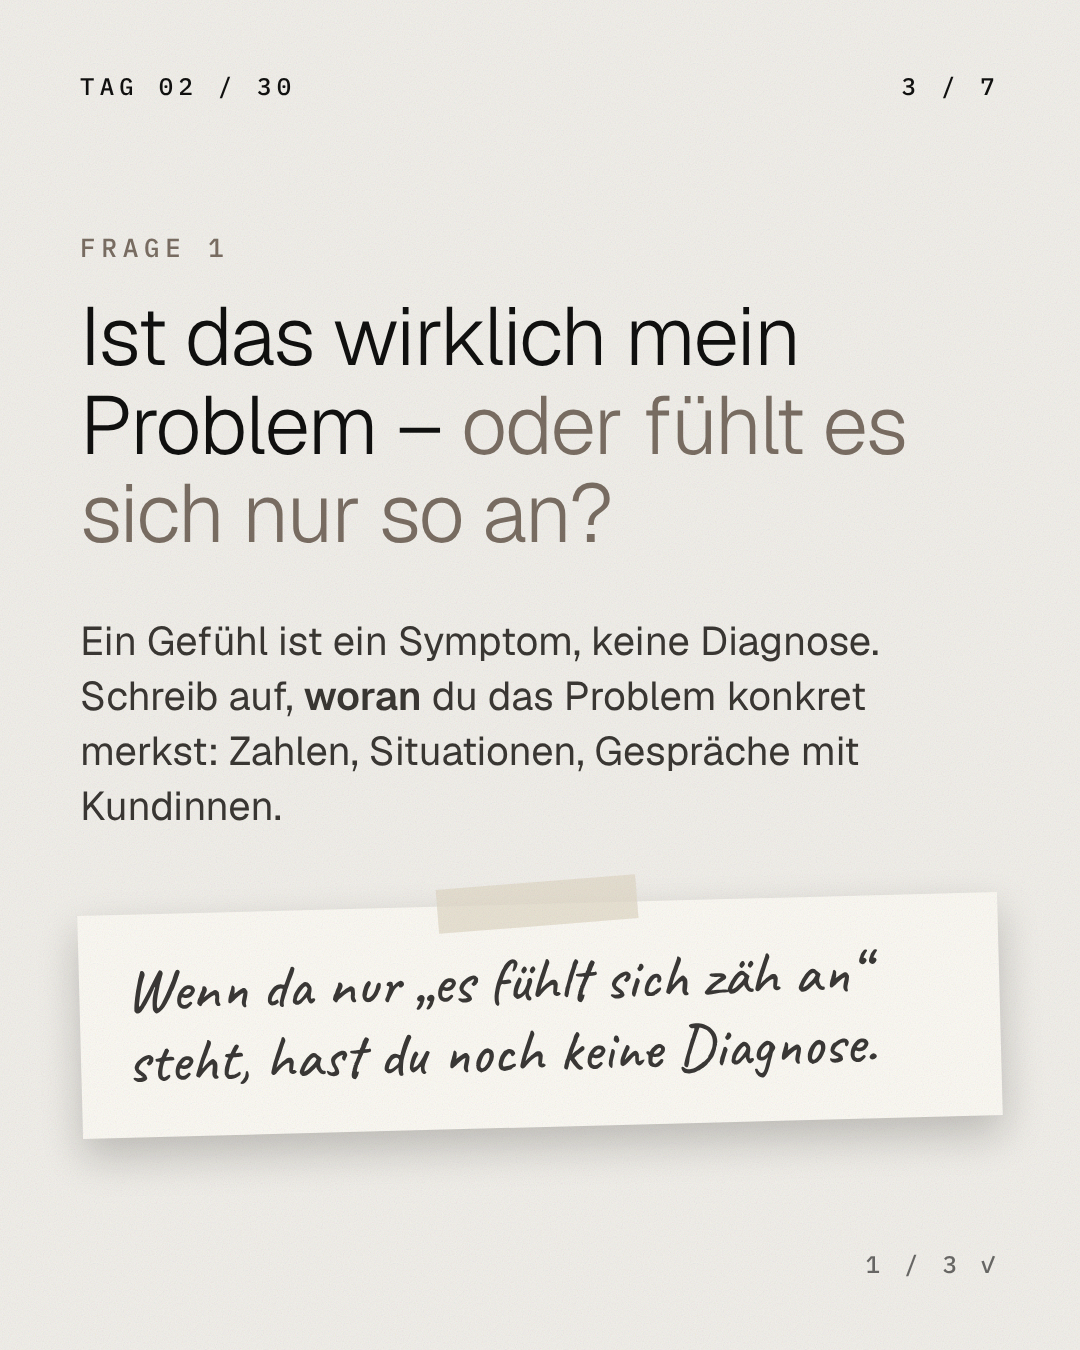 TAG 02 / 30
3 / 7
FRAGE 1
Ist das wirklich mein
Problem – oder fühlt es
sich nur so an?
Ein Gefühl ist ein Symptom, keine Diagnose.
Schreib auf, woran du das Problem konkret
merkst: Zahlen, Situationen, Gespräche mit
Kundinnen.
Wenn da nur „es fühlt sich zäh an“
steht, hast du noch keine Diagnose.
1 / 3 ✓